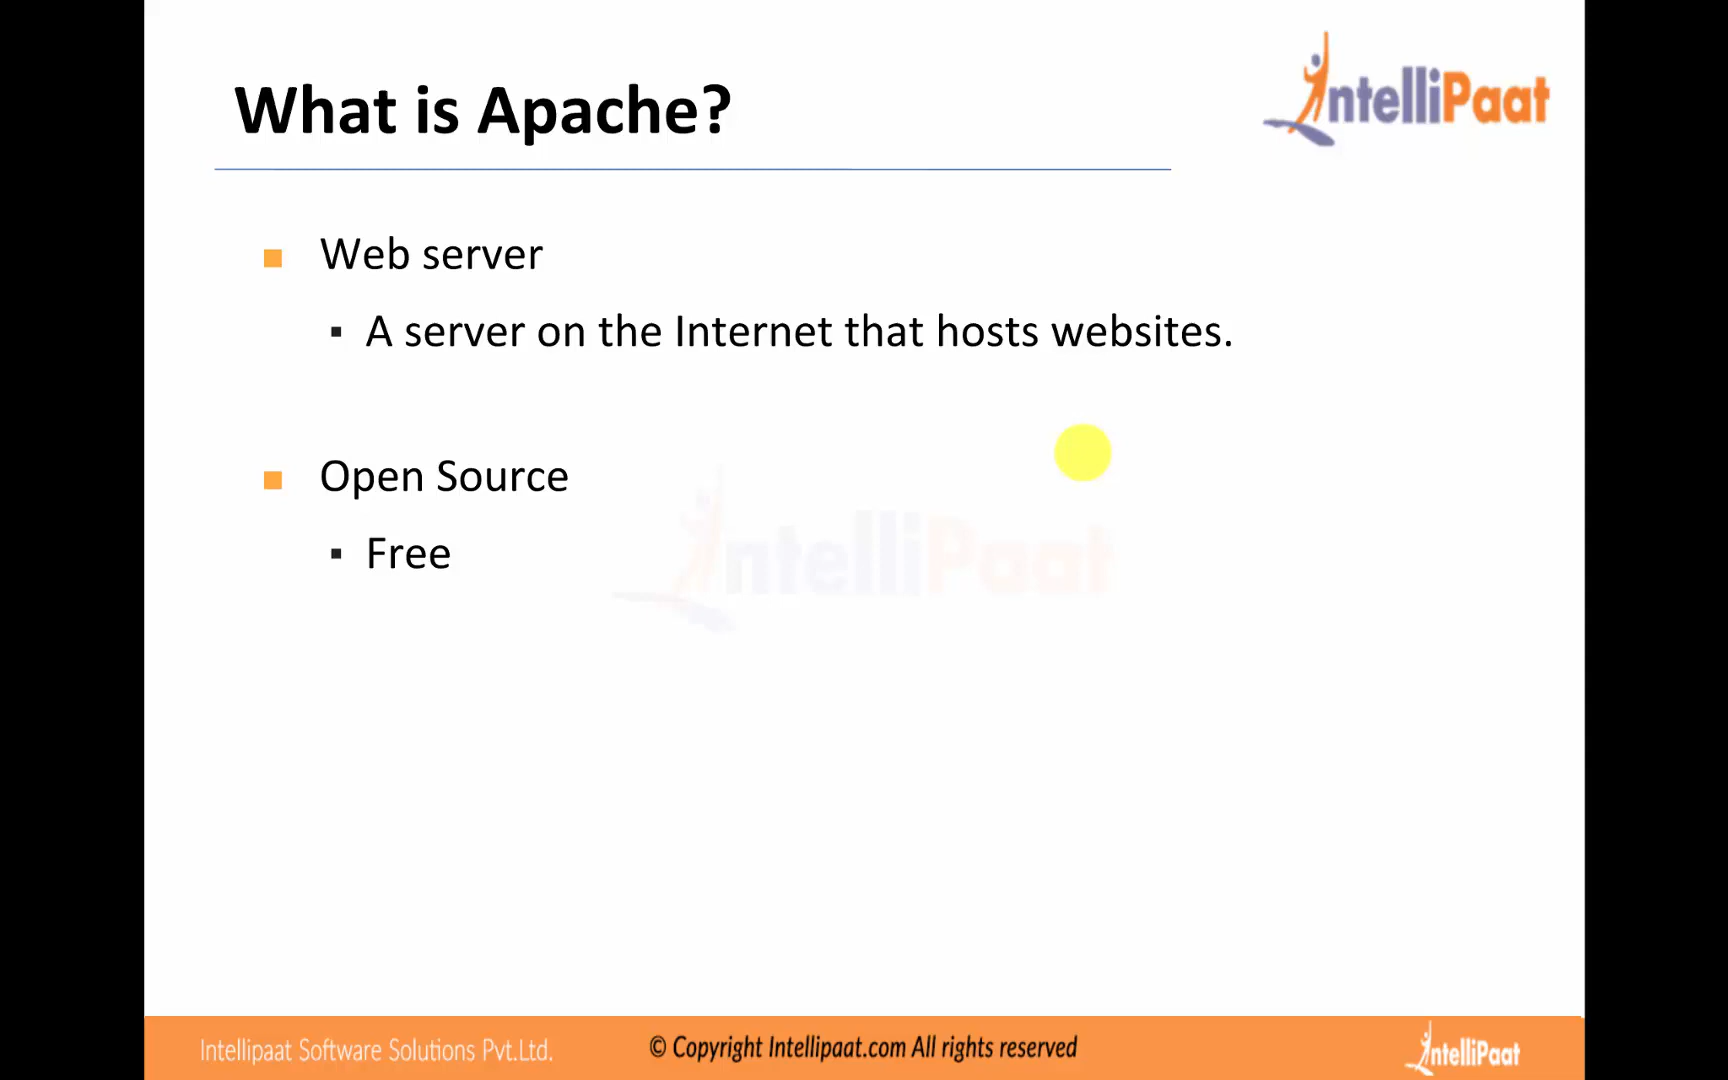 What is Apache?
IntelliPaat
Web server
A server on the Internet that hosts websites.
Open Source
Free
IntelliPaat
Intellipaat Software Solutions Pvt.Ltd.
© Copyright Intellipaat.com All rights reserved
IntelliPaat